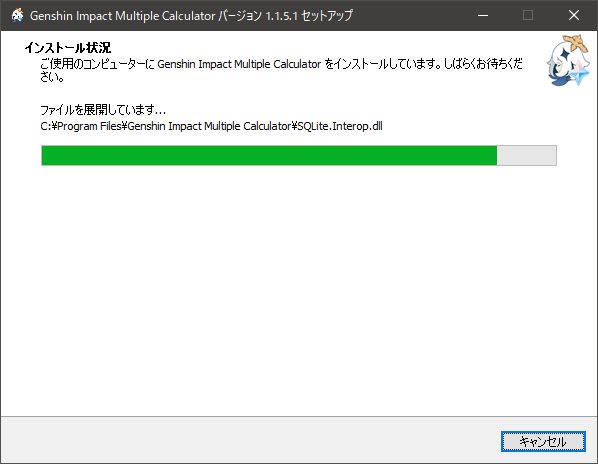 Genshin Impact Multiple Calculator バージョン 1.1.5.1 セットアップ
インストール状況
ご使用のコンピューターに Genshin Impact Multiple Calculator をインストールしています。しばらくお待ちくだ
さい。
ファイルを展開しています...
C:¥Program Files¥Genshin Impact Multiple Calculator¥SQLite.Interop.dll
キャンセル